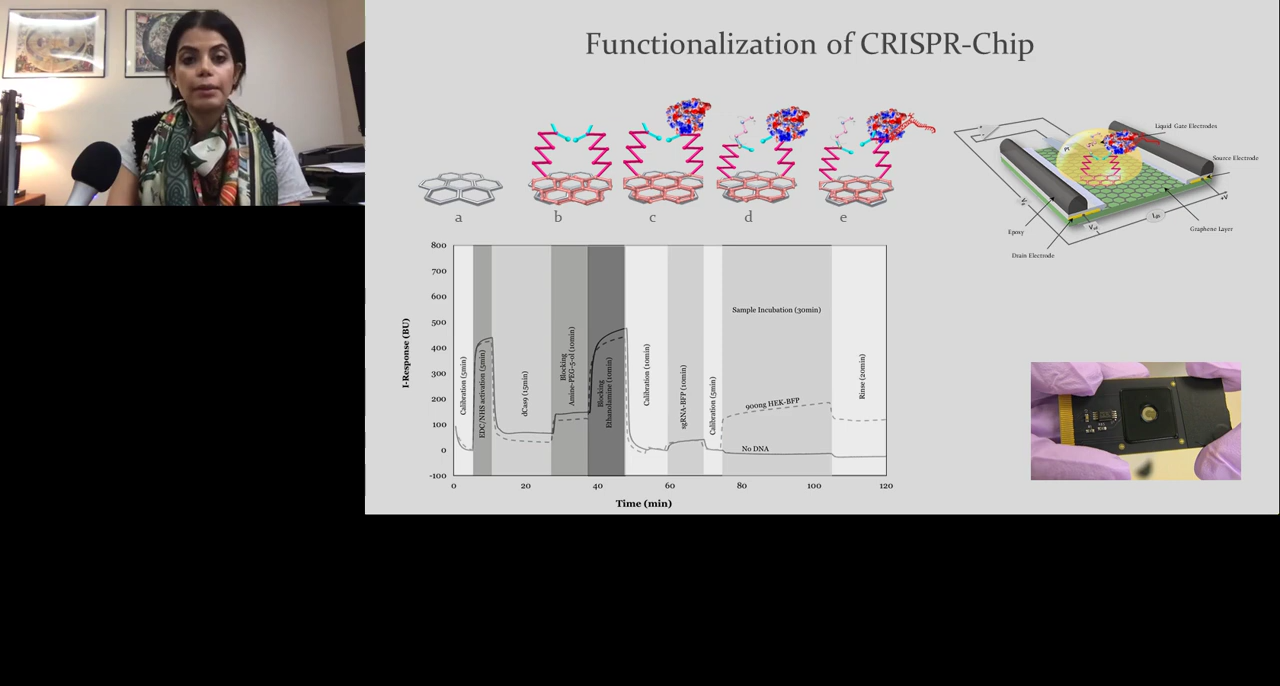 Functionalization of CRISPR-Chip
a
b
c
d
e
Liquid Gate Electrodes
Source Electrode
Graphene Layer
Epoxy
Drain Electrode
I-Response (BU)
800
700
600
500
400
300
200
100
0
-100
Calibration (5min)
EDC/NHS activation (5min)
dCas9 (15min)
Blocking
Amine-PEG-5-ol (10min)
Blocking
Ethanolamine (10min)
Calibration (10min)
sgRNA-BFP (10min)
Calibration (5min)
Sample Incubation (30min)
900ng HEK-BFP
No DNA
Rinse (20min)
0
20
40
60
80
100
120
Time (min)